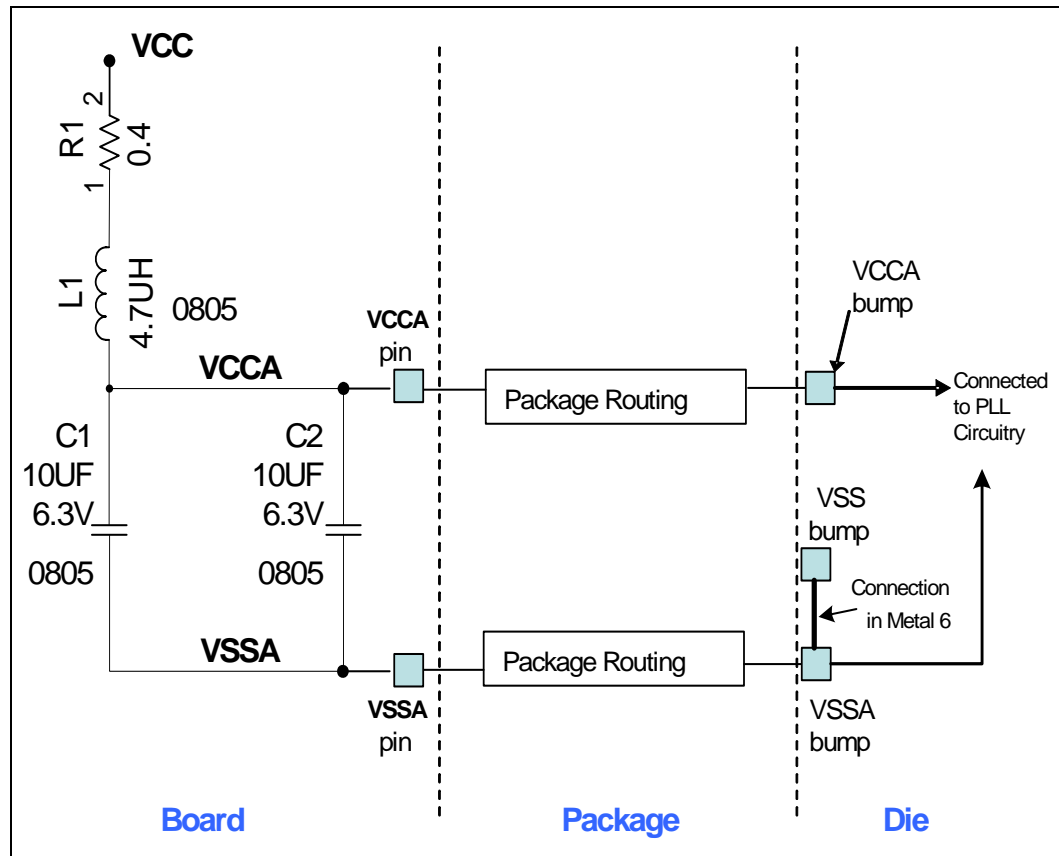 VCC
2
R1
0.4
1
L1
4.7UH
0805
VCCA
VCCA
pin
Package Routing
VCCA
bump
Connected
to PLL
Circuitry
C1
10UF
6.3V
0805
C2
10UF
6.3V
0805
VSS
bump
Connection
in Metal 6
VSSA
VSSA
pin
Package Routing
VSSA
bump
Board
Package
Die